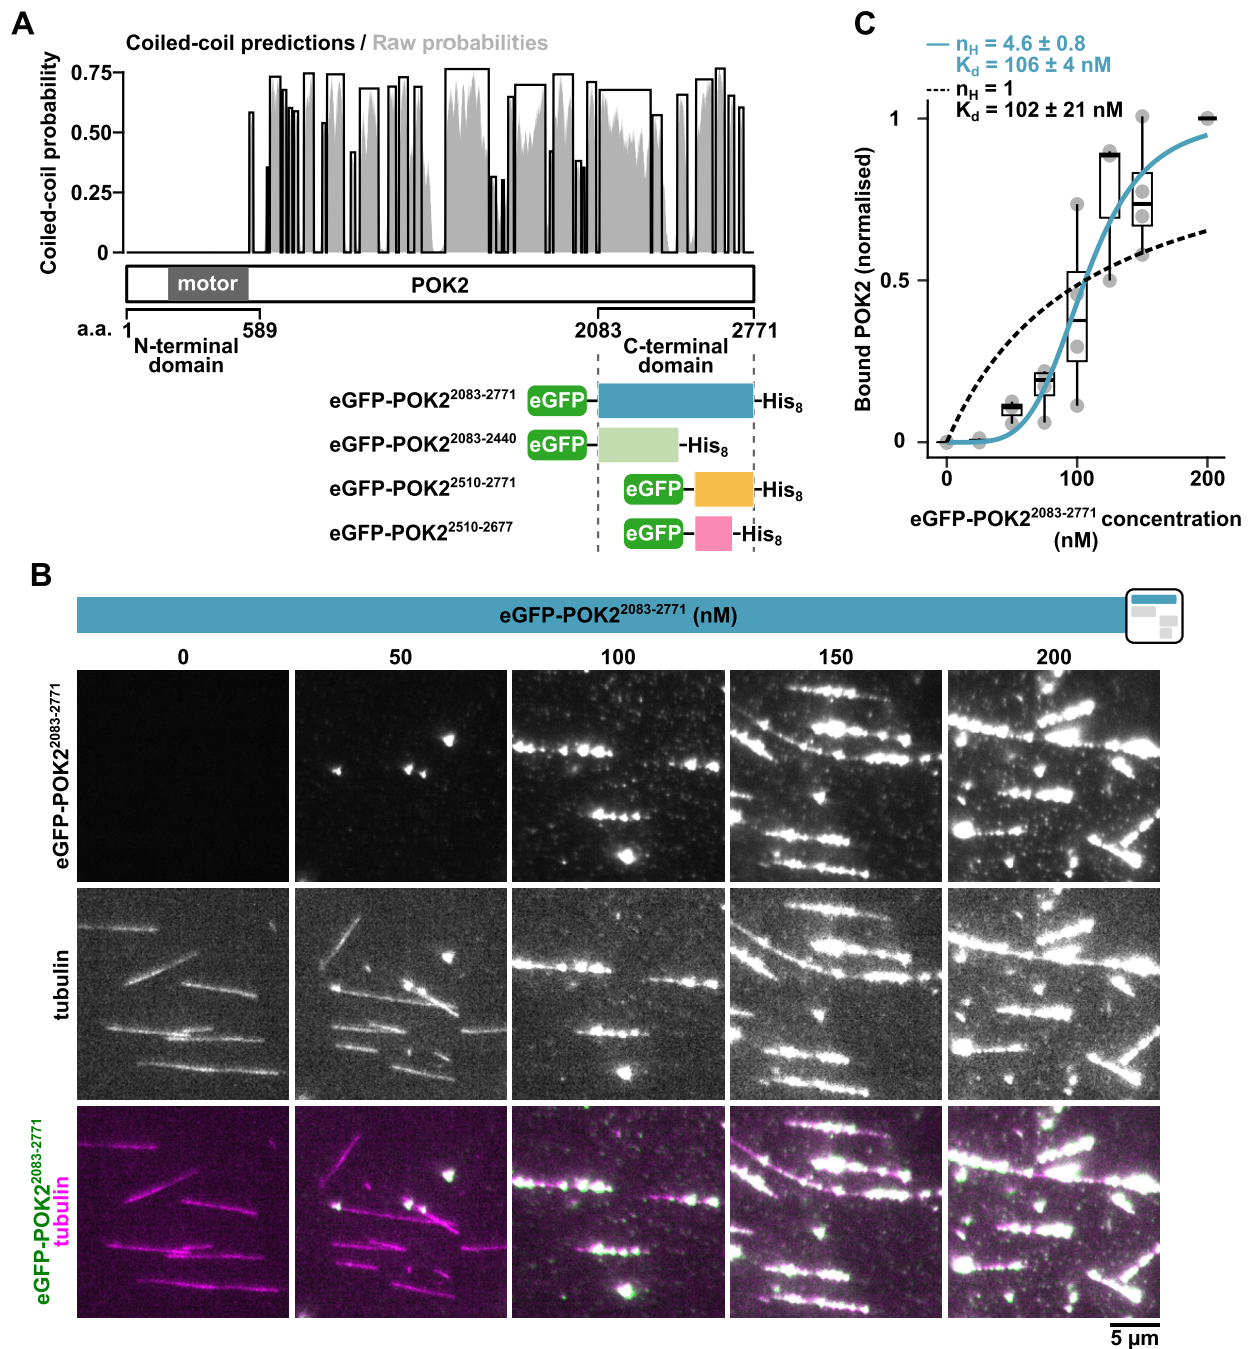 A
Coiled-coil predictions / Raw probabilities
Coiled-coil probability
0.75
0.50
0.25
0
motor
POK2
a.a.
1
589
2083
2771
N-terminal
domain
C-terminal
domain
eGFP-POK2²⁰⁸³⁻²⁷⁷¹
eGFP
-His₈
eGFP-POK2²⁰⁸³⁻²⁴⁴⁰
eGFP
-His₈
eGFP-POK2²⁵¹⁰⁻²⁷⁷¹
eGFP
-His₈
eGFP-POK2²⁵¹⁰⁻²⁶⁷⁷
eGFP
-His₈
C
n_H = 4.6 ± 0.8
K_d = 106 ± 4 nM
n_H = 1
K_d = 102 ± 21 nM
Bound POK2 (normalised)
1
0.5
0
0
100
200
eGFP-POK2²⁰⁸³⁻²⁷⁷¹ concentration
(nM)
B
eGFP-POK2²⁰⁸³⁻²⁷⁷¹ (nM)
0
50
100
150
200
eGFP-POK2²⁰⁸³⁻²⁷⁷¹
tubulin
eGFP-POK2²⁰⁸³⁻²⁷⁷¹
tubulin
5 μm